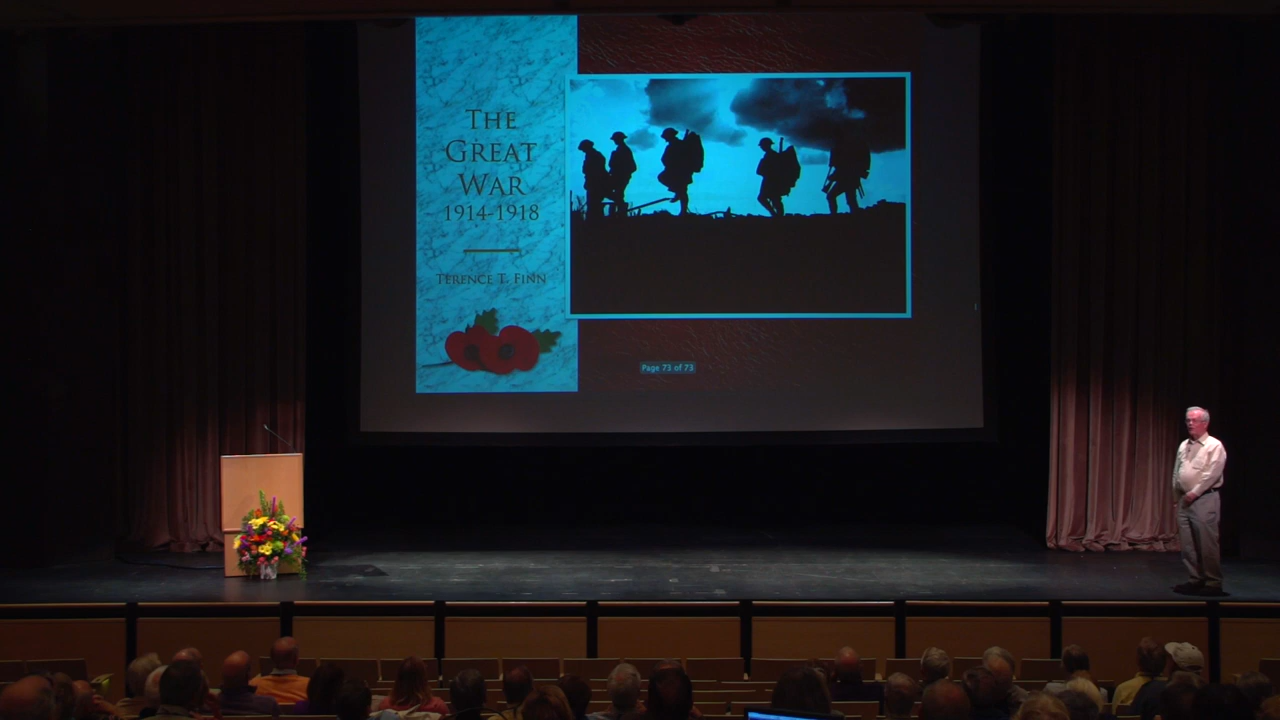 THE
GREAT
WAR
1914-1918
TERENCE T. FINN
Page 73 of 73